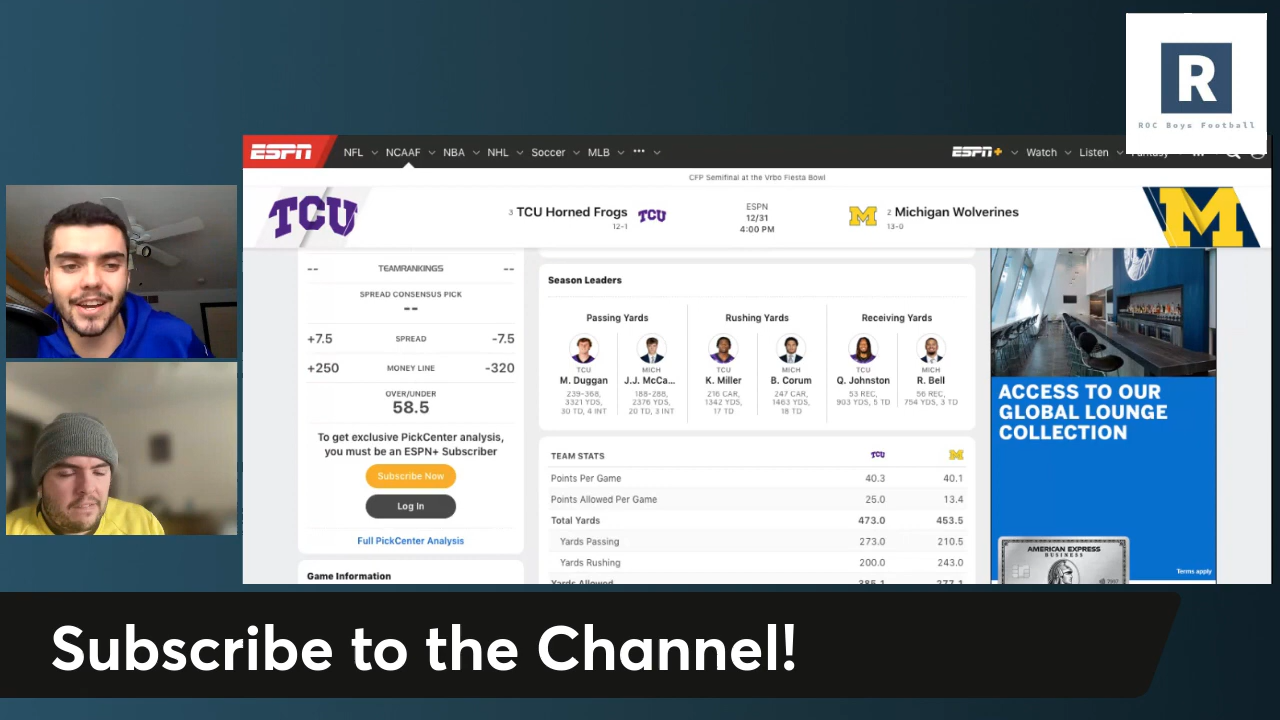 R
ROC Boys Football
ESPN
NFL
NCAAF
NBA
NHL
Soccer
MLB
•••
ESPN+
Watch
Listen
CFP Semifinal at the Vrbo Fiesta Bowl
TCU
3 TCU Horned Frogs
TCU
12-1
ESPN
12/31
4:00 PM
M
2 Michigan Wolverines
13-0
M
-- TEAMRANKINGS --
SPREAD CONSENSUS PICK
--
+7.5 SPREAD -7.5
+250 MONEY LINE -320
OVER/UNDER
58.5
To get exclusive PickCenter analysis,
you must be an ESPN+ Subscriber
Subscribe Now
Log In
Full PickCenter Analysis
Game Information
Season Leaders
Passing Yards
TCU
M. Duggan
239-368,
3321 YDS,
30 TD, 4 INT
MICH
J.J. McCa...
188-288,
2376 YDS,
20 TD, 3 INT
Rushing Yards
TCU
K. Miller
216 CAR,
1342 YDS,
17 TD
MICH
B. Corum
247 CAR,
1463 YDS,
18 TD
Receiving Yards
TCU
Q. Johnston
53 REC,
903 YDS, 5 TD
MICH
R. Bell
56 REC,
754 YDS, 3 TD
TEAM STATS TCU M
Points Per Game 40.3 40.1
Points Allowed Per Game 25.0 13.4
Total Yards 473.0 453.5
Yards Passing 273.0 210.5
Yards Rushing 200.0 243.0
Yards Allowed 385.1 277.1
ACCESS TO OUR
GLOBAL LOUNGE
COLLECTION
AMERICAN EXPRESS
BUSINESS
Terms apply
Subscribe to the Channel!